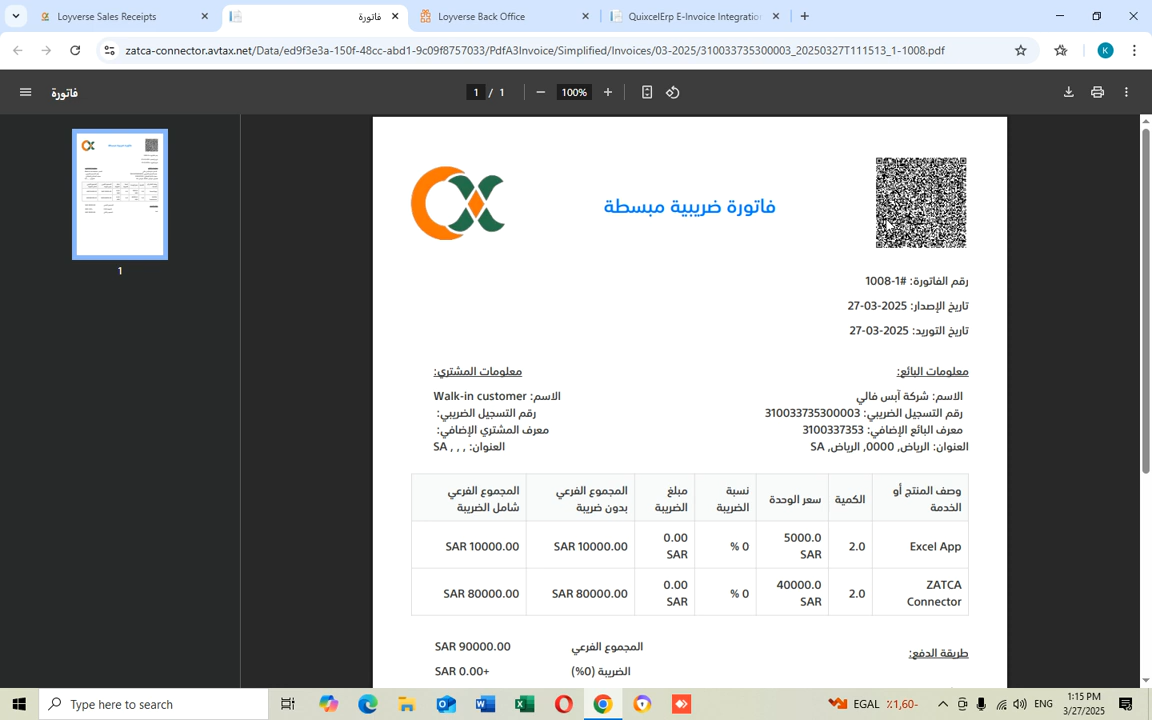 Loyverse Sales Receipts
فاتورة
Loyverse Back Office
QuixcelErp E-Invoice Integration
zatca-connector.avtax.net/Data/ed9f3e3a-150f-48cc-abd1-9c09f8757033/PdfA3Invoice/Simplified/Invoices/03-2025/310033735300003_20250327T111513_1-1008.pdf
K
فاتورة
1 / 1
100%
1
فاتورة ضريبية مبسطة
رقم الفاتورة: #1-1008
تاريخ الإصدار: 2025-03-27
تاريخ التوريد: 2025-03-27
معلومات البائع:
الاسم: شركة آبس فالي
رقم التسجيل الضريبي: 310033735300003
معرف البائع الإضافي: 3100337353
العنوان: الرياض, 0000, الرياض, SA
معلومات المشتري:
الاسم: Walk-in customer
رقم التسجيل الضريبي:
معرف المشتري الإضافي:
العنوان: , , , SA
وصف المنتج أو الخدمة | الكمية | سعر الوحدة | نسبة الضريبة | مبلغ الضريبة | المجموع الفرعي بدون ضريبة | المجموع الفرعي شامل الضريبة
Excel App | 2.0 | 5000.0 SAR | 0 % | 0.00 SAR | SAR 10000.00 | SAR 10000.00
ZATCA Connector | 2.0 | 40000.0 SAR | 0 % | 0.00 SAR | SAR 80000.00 | SAR 80000.00
طريقة الدفع:
المجموع الفرعي SAR 90000.00
الضريبة (0%) SAR 0.00+
Type here to search
EGAL ٪1,60-
ENG
1:15 PM
3/27/2025